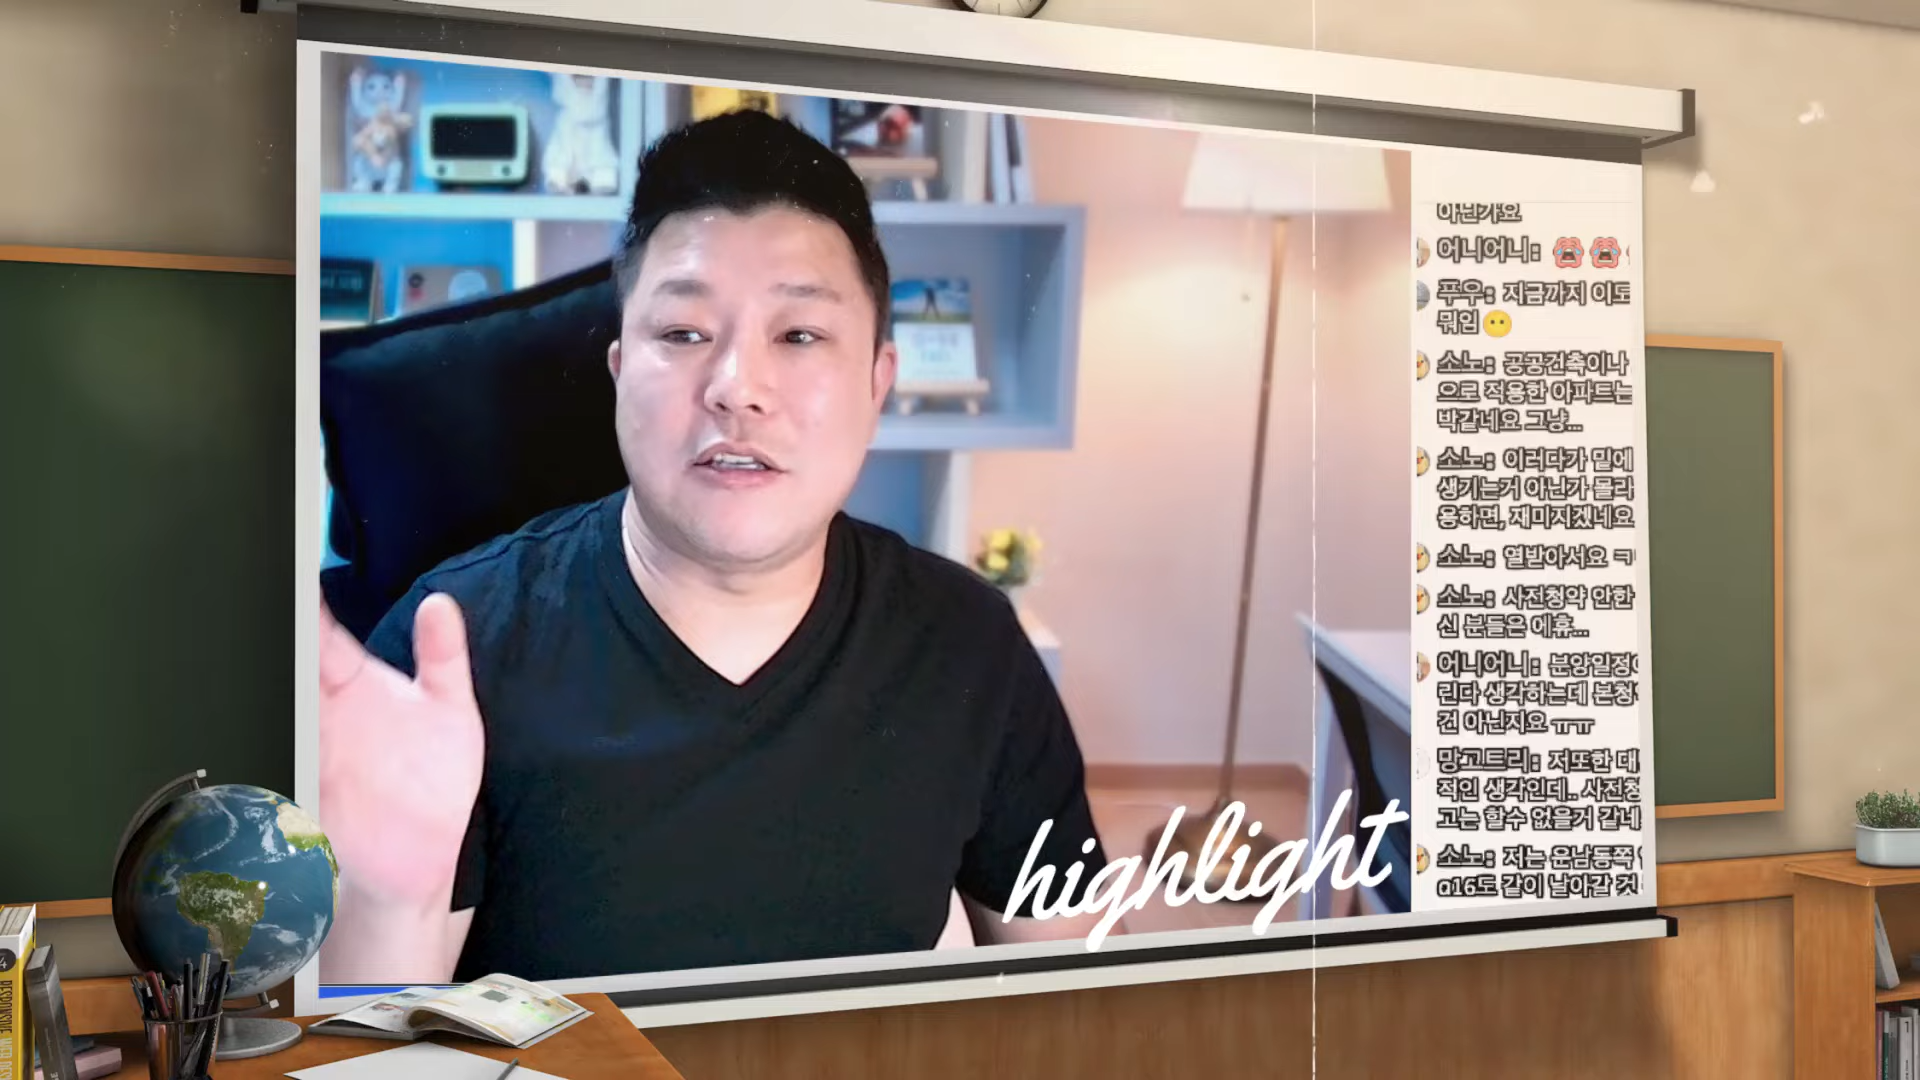 아닌가요
어니어니:
푸우: 지금까지 이도
뭐임
소노: 공공건축이나
으로 적용한 아파트는
박같네요 그냥...
소노: 이러다가 밑에
생기는거 아닌가 몰라
용하면, 재미지겠네요
소노: 열받아서요 ㅋ
소노: 사전청약 안한
신 분들은 에휴...
어니어니: 분양일정이
린다 생각하는데 본청
건 아닌지요 ㅠㅠ
망고트리: 저또한 대
적인 생각인데.. 사전청
고는 할수 없을거 같네
소노: 저는 운남동쪽
a16도 같이 날아갈 것
highlight
RESPONSIVE WEB DES